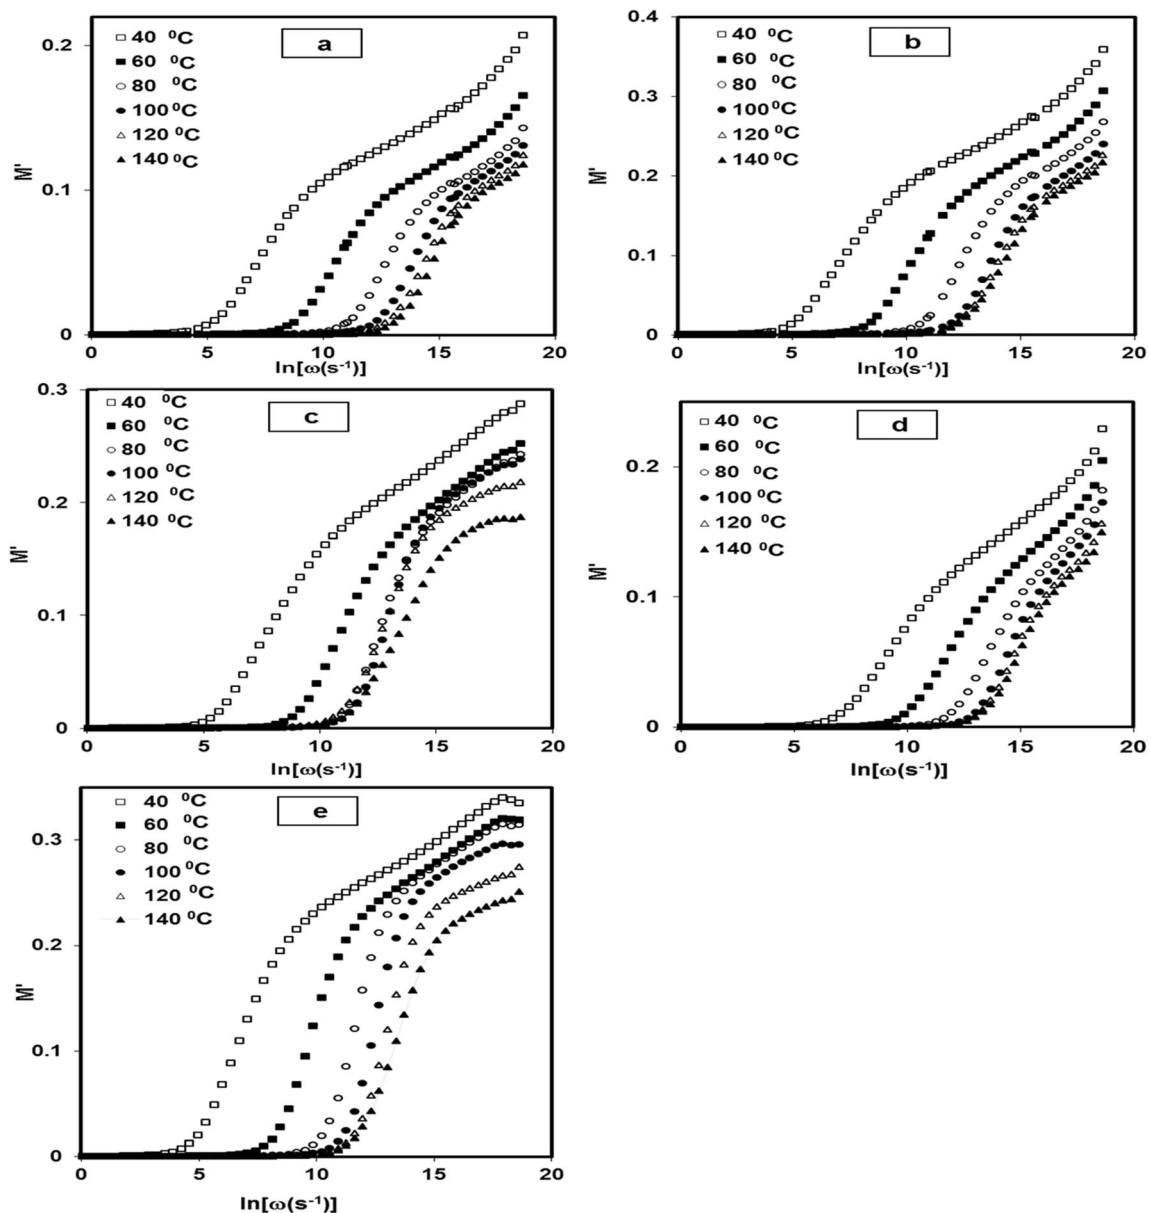 a
□ 40 ⁰C
■ 60 ⁰C
○ 80 ⁰C
● 100 ⁰C
△ 120 ⁰C
▲ 140 ⁰C
M'
0.2
0.1
0
0 5 10 15 20
ln[ω(s⁻¹)]
b
□ 40 ⁰C
■ 60 ⁰C
○ 80 ⁰C
● 100 ⁰C
△ 120 ⁰C
▲ 140 ⁰C
M'
0.4
0.3
0.2
0.1
0
0 5 10 15 20
ln[ω(s⁻¹)]
c
□ 40 ⁰C
■ 60 ⁰C
○ 80 ⁰C
● 100 ⁰C
△ 120 ⁰C
▲ 140 ⁰C
M'
0.3
0.2
0.1
0
0 5 10 15 20
ln[ω(s⁻¹)]
d
□ 40 ⁰C
■ 60 ⁰C
○ 80 ⁰C
● 100 ⁰C
△ 120 ⁰C
▲ 140 ⁰C
M'
0.2
0.1
0
0 5 10 15 20
ln[ω(s⁻¹)]
e
□ 40 ⁰C
■ 60 ⁰C
○ 80 ⁰C
● 100 ⁰C
△ 120 ⁰C
▲ 140 ⁰C
M'
0.3
0.2
0.1
0
0 5 10 15 20
ln[ω(s⁻¹)]